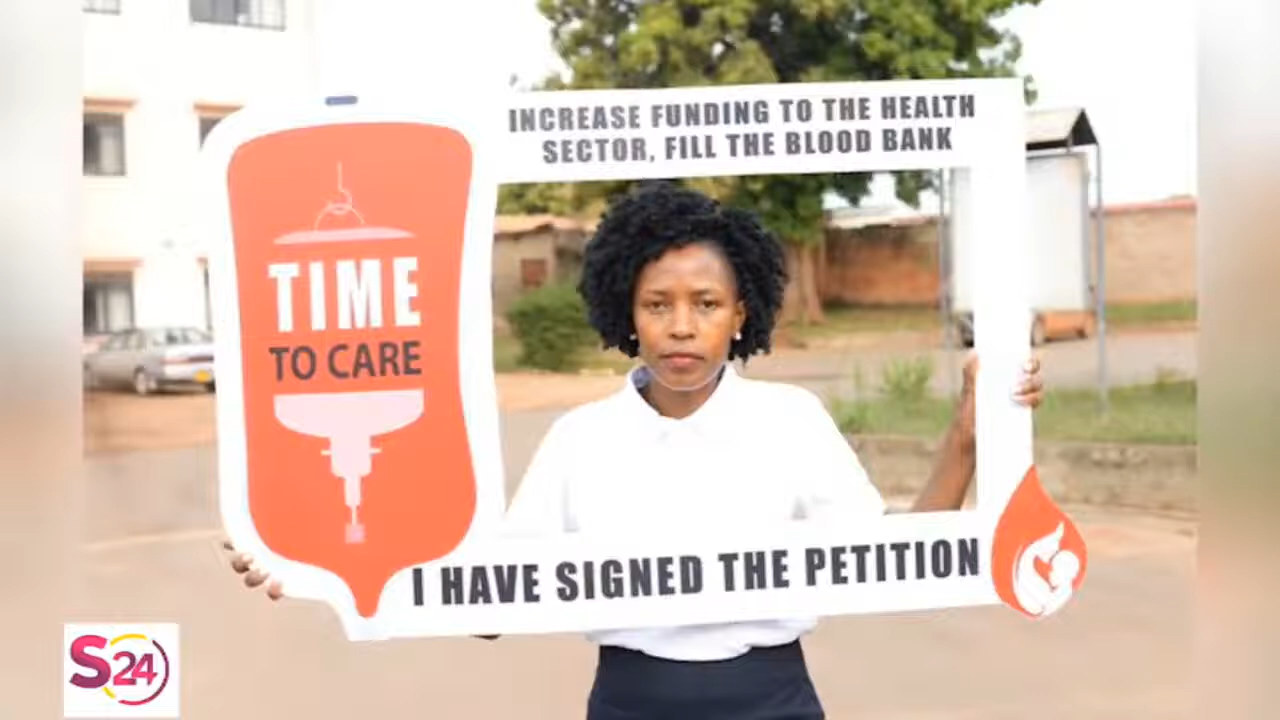 INCREASE FUNDING TO THE HEALTH
SECTOR, FILL THE BLOOD BANK
TIME
TO CARE
I HAVE SIGNED THE PETITION
S24